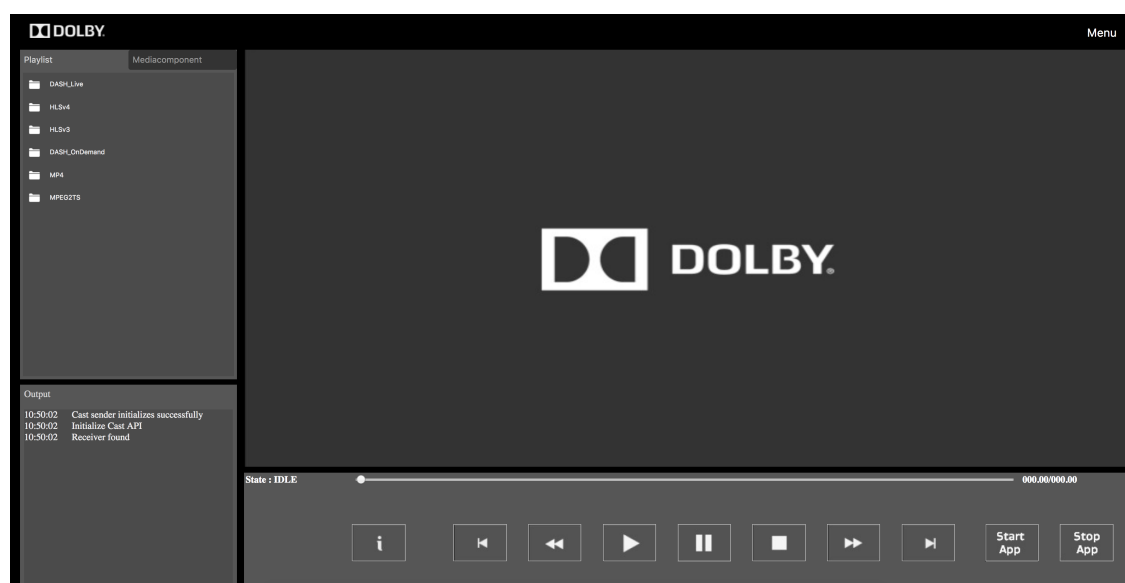 DOLBY.
Menu
Playlist Mediacomponent
DASH_Live
HLSv4
HLSv3
DASH_OnDemand
MP4
MPEG2TS
DOLBY®
Output
10:50:02 Cast sender initializes successfully
10:50:02 Initialize Cast API
10:50:02 Receiver found
State : IDLE 000.00/000.00
i
Start
App
Stop
App